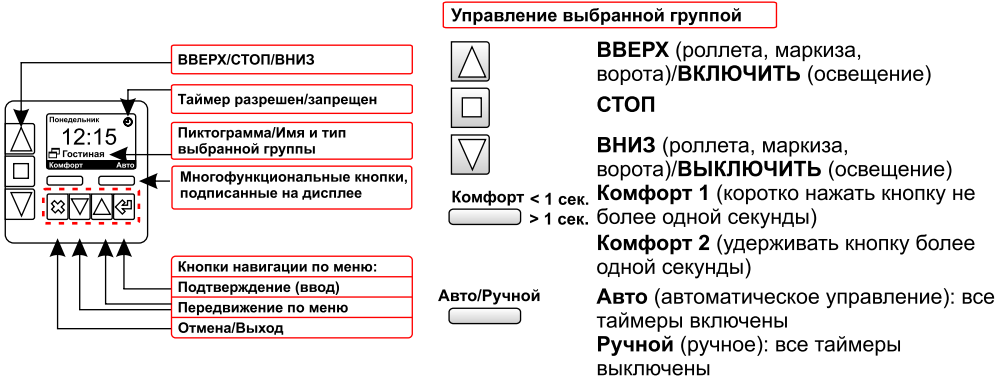 ВВЕРХ/СТОП/ВНИЗ
Таймер разрешен/запрещен
Пиктограмма/Имя и тип
выбранной группы
Многофункциональные кнопки,
подписанные на дисплее
Понедельник
12:15
Гостиная
Комфорт Авто
Кнопки навигации по меню:
Подтверждение (ввод)
Передвижение по меню
Отмена/Выход
Управление выбранной группой
ВВЕРХ (роллета, маркиза,
ворота)/ВКЛЮЧИТЬ (освещение)
СТОП
ВНИЗ (роллета, маркиза,
ворота)/ВЫКЛЮЧИТЬ (освещение)
Комфорт < 1 сек.
> 1 сек.
Комфорт 1 (коротко нажать кнопку не
более одной секунды)
Комфорт 2 (удерживать кнопку более
одной секунды)
Авто/Ручной
Авто (автоматическое управление): все
таймеры включены
Ручной (ручное): все таймеры
выключены